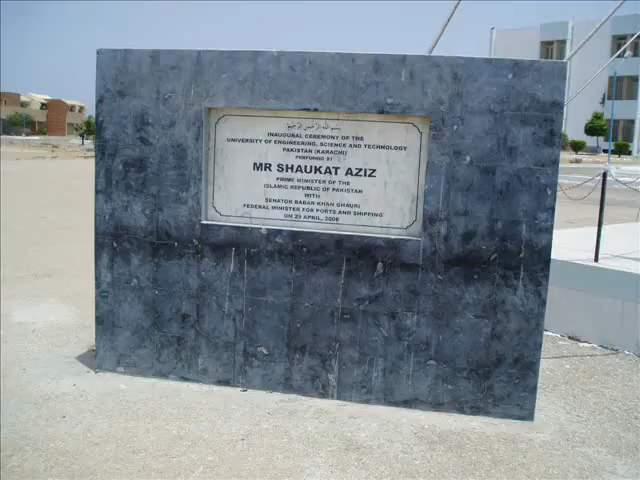 بسم الله الرحمن الرحيم
INAUGURAL CEREMONY OF THE
UNIVERSITY OF ENGINEERING, SCIENCE AND TECHNOLOGY
PAKISTAN (KARACHI)
PERFORMED BY
MR SHAUKAT AZIZ
PRIME MINISTER OF THE
ISLAMIC REPUBLIC OF PAKISTAN
WITH
SENATOR BABAR KHAN GHAURI
FEDERAL MINISTER FOR PORTS AND SHIPPING
ON 29 APRIL, 2006